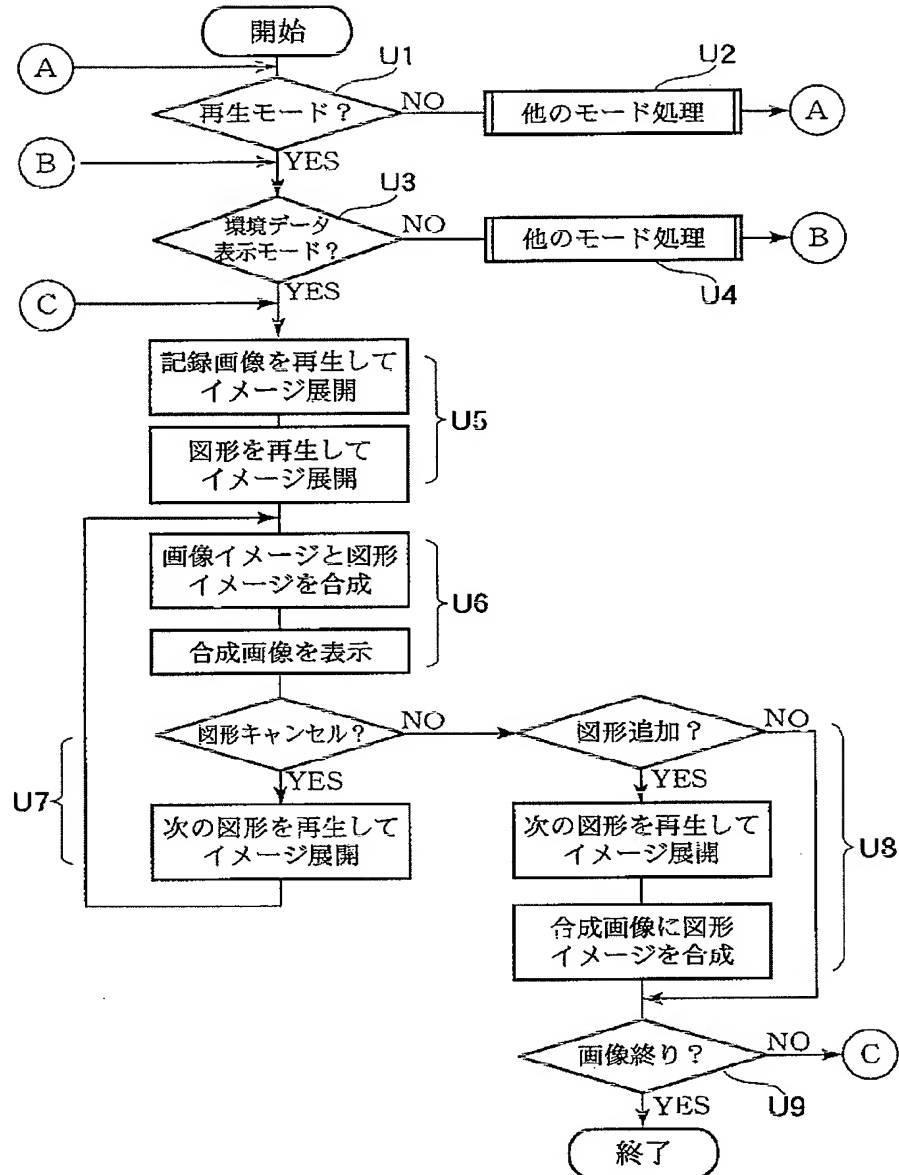 開始
A
U1
U2
再生モード?
NO
他のモード処理
A
B
YES
U3
環境データ
表示モード?
NO
他のモード処理
B
U4
YES
C
記録画像を再生して
イメージ展開
U5
図形を再生して
イメージ展開
画像イメージと図形
イメージを合成
U6
合成画像を表示
図形キャンセル?
NO
図形追加?
NO
U7
YES
YES
次の図形を再生して
イメージ展開
次の図形を再生して
イメージ展開
U8
合成画像に図形
イメージを合成
画像終り?
NO
C
YES
U9
終了